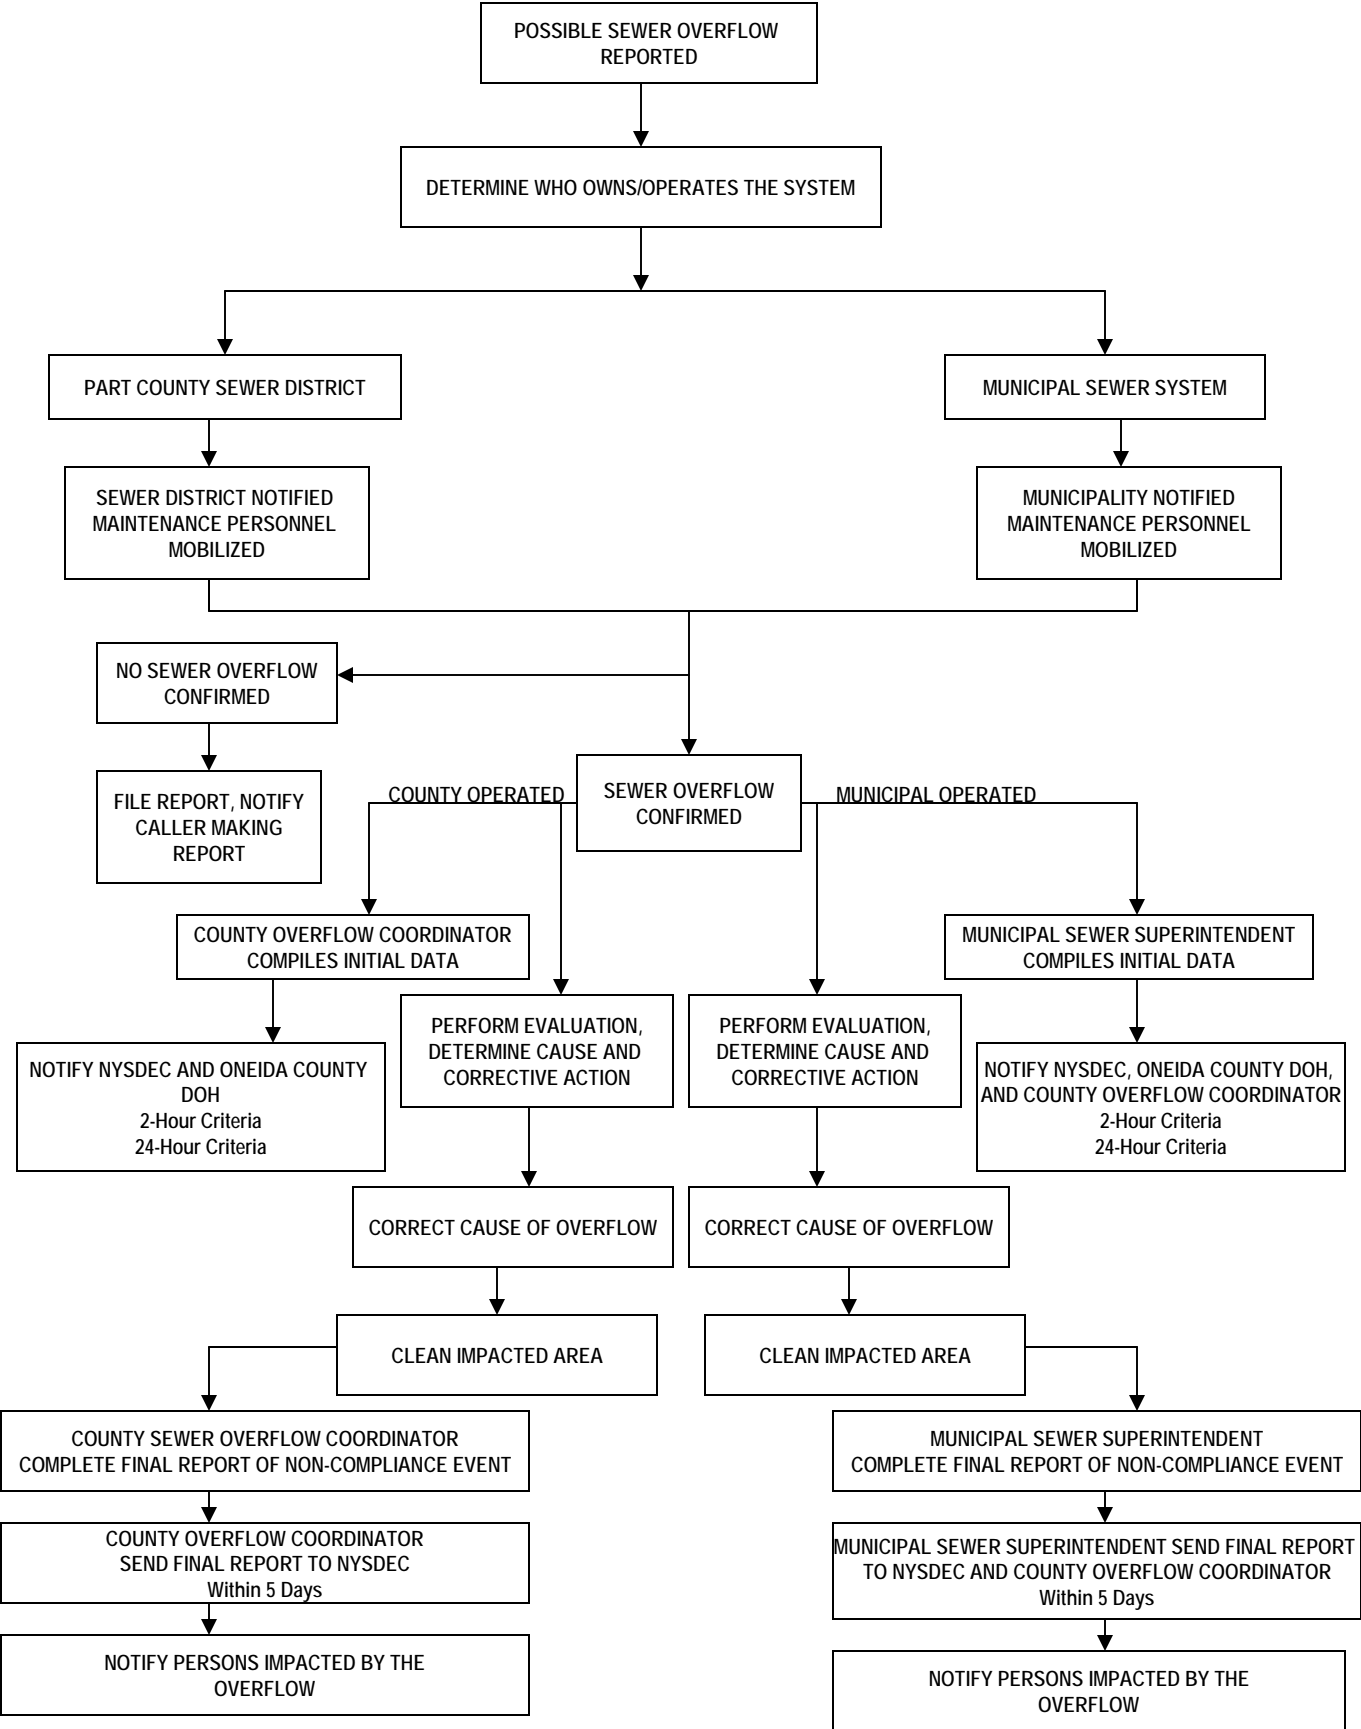 POSSIBLE SEWER OVERFLOW
REPORTED
DETERMINE WHO OWNS/OPERATES THE SYSTEM
PART COUNTY SEWER DISTRICT
MUNICIPAL SEWER SYSTEM
SEWER DISTRICT NOTIFIED
MAINTENANCE PERSONNEL
MOBILIZED
MUNICIPALITY NOTIFIED
MAINTENANCE PERSONNEL
MOBILIZED
NO SEWER OVERFLOW
CONFIRMED
FILE REPORT, NOTIFY
CALLER MAKING
REPORT
COUNTY OPERATED
SEWER OVERFLOW
CONFIRMED
MUNICIPAL OPERATED
COUNTY OVERFLOW COORDINATOR
COMPILES INITIAL DATA
MUNICIPAL SEWER SUPERINTENDENT
COMPILES INITIAL DATA
NOTIFY NYSDEC AND ONEIDA COUNTY
DOH
2-Hour Criteria
24-Hour Criteria
PERFORM EVALUATION,
DETERMINE CAUSE AND
CORRECTIVE ACTION
PERFORM EVALUATION,
DETERMINE CAUSE AND
CORRECTIVE ACTION
NOTIFY NYSDEC, ONEIDA COUNTY DOH,
AND COUNTY OVERFLOW COORDINATOR
2-Hour Criteria
24-Hour Criteria
CORRECT CAUSE OF OVERFLOW
CORRECT CAUSE OF OVERFLOW
CLEAN IMPACTED AREA
CLEAN IMPACTED AREA
COUNTY SEWER OVERFLOW COORDINATOR
COMPLETE FINAL REPORT OF NON-COMPLIANCE EVENT
MUNICIPAL SEWER SUPERINTENDENT
COMPLETE FINAL REPORT OF NON-COMPLIANCE EVENT
COUNTY OVERFLOW COORDINATOR
SEND FINAL REPORT TO NYSDEC
Within 5 Days
MUNICIPAL SEWER SUPERINTENDENT SEND FINAL REPORT
TO NYSDEC AND COUNTY OVERFLOW COORDINATOR
Within 5 Days
NOTIFY PERSONS IMPACTED BY THE
OVERFLOW
NOTIFY PERSONS IMPACTED BY THE
OVERFLOW